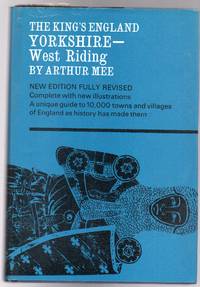 THE KING'S ENGLAND
YORKSHIRE—
West Riding
BY ARTHUR MEE
NEW EDITION FULLY REVISED
Complete with new illustrations
A unique guide to 10,000 towns and villages
of England as history has made them